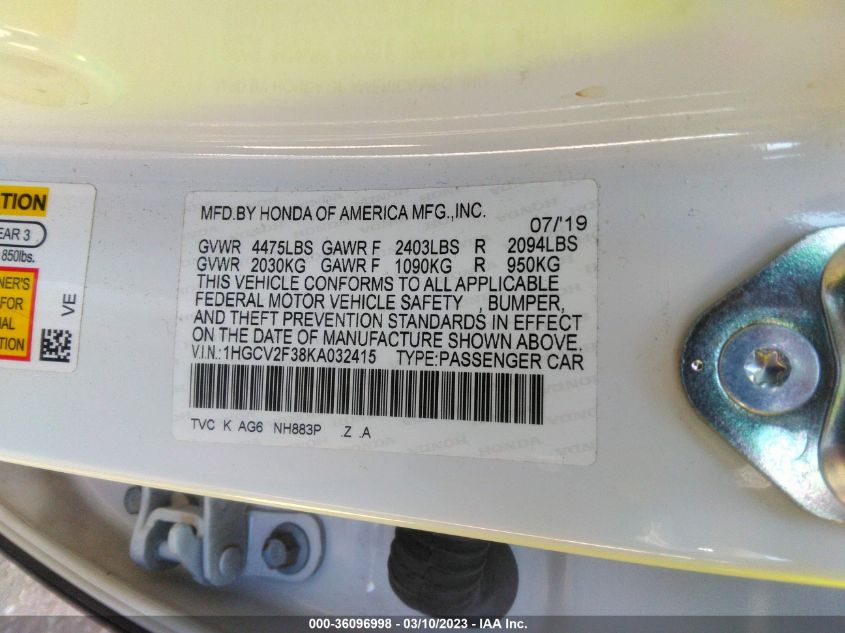 TION
EAR 3
850lbs.
NER'S
FOR
NAL
TION
VE
MFD.BY HONDA OF AMERICA MFG.,INC. 07/'19
GVWR 4475LBS GAWR F 2403LBS R 2094LBS
GVWR 2030KG GAWR F 1090KG R 950KG
THIS VEHICLE CONFORMS TO ALL APPLICABLE
FEDERAL MOTOR VEHICLE SAFETY , BUMPER,
AND THEFT PREVENTION STANDARDS IN EFFECT
ON THE DATE OF MANUFACTURE SHOWN ABOVE.
V.I.N.:1HGCV2F38KA032415 TYPE:PASSENGER CAR
TVC K AG6 NH883P .Z .A
000-36096998 - 03/10/2023 - IAA Inc.